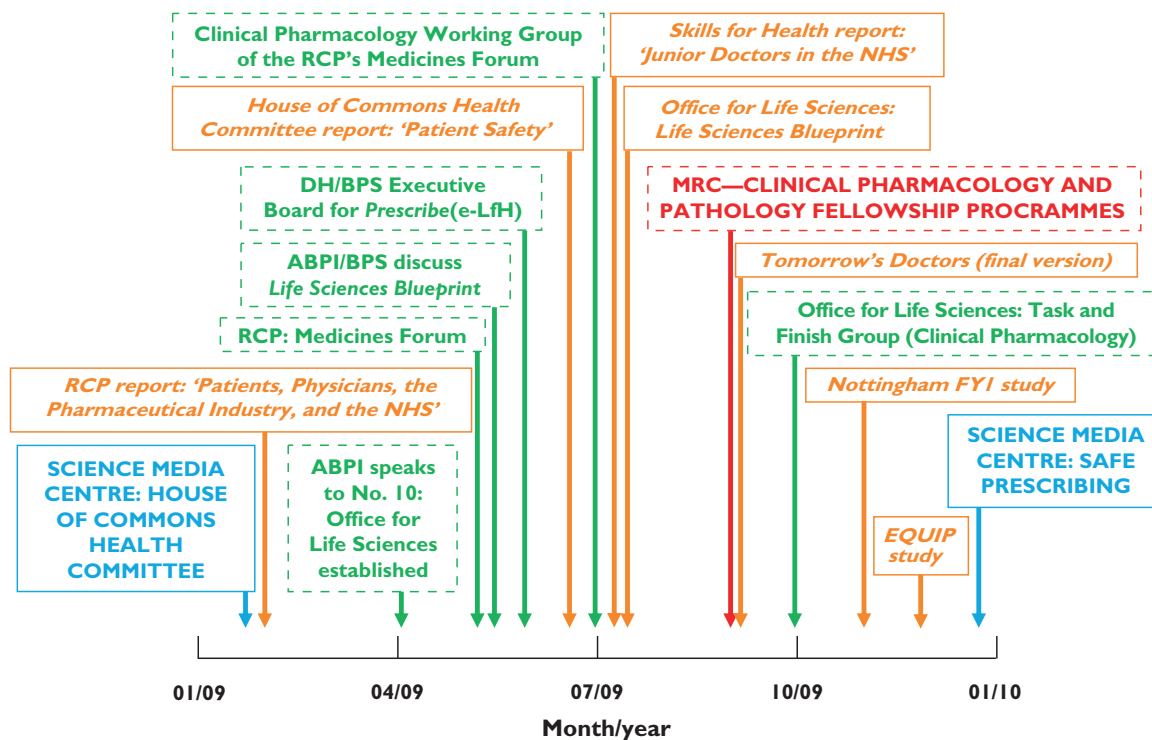 Clinical Pharmacology Working Group
of the RCP's Medicines Forum
Skills for Health report:
'Junior Doctors in the NHS'
House of Commons Health
Committee report: 'Patient Safety'
Office for Life Sciences:
Life Sciences Blueprint
DH/BPS Executive
Board for Prescribe(e-LfH)
MRC—CLINICAL PHARMACOLOGY AND
PATHOLOGY FELLOWSHIP PROCRAMMES
ABPI/BPS discuss
Life Sciences Blueprint
Tomorrow's Doctors (final version)
RCP: Medicines Forum
Office for Life Sciences: Task and
Finish Group (Clinical Pharmacology)
RCP report: 'Patients, Physicians, the
Pharmaceutical Industry, and the NHS'
Nottingham FY1 study
SCIENCE MEDIA
CENTRE: HOUSE
OF COMMONS
HEALTH
COMMITTEE
ABPI speaks
to No. 10:
Office for
Life Sciences
established
SCIENCE MEDIA
CENTRE: SAFE
PRESCRIBING
EQUIP
study
01/09
04/09
07/09
10/09
01/10
Month/year